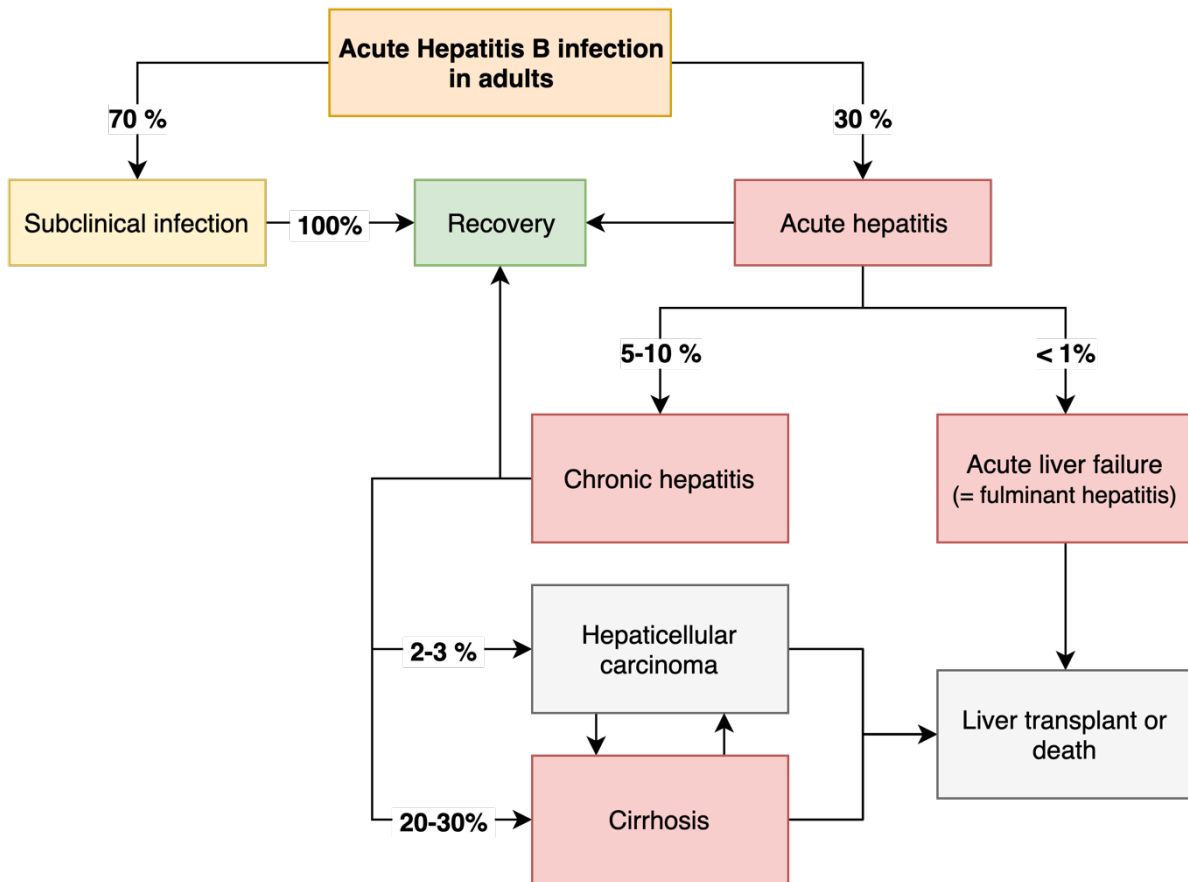 Acute Hepatitis B infection
in adults
70 %
30 %
Subclinical infection
100%
Recovery
Acute hepatitis
5-10 %
< 1%
Chronic hepatitis
Acute liver failure
(= fulminant hepatitis)
2-3 %
Hepaticellular
carcinoma
Liver transplant or
death
20-30%
Cirrhosis